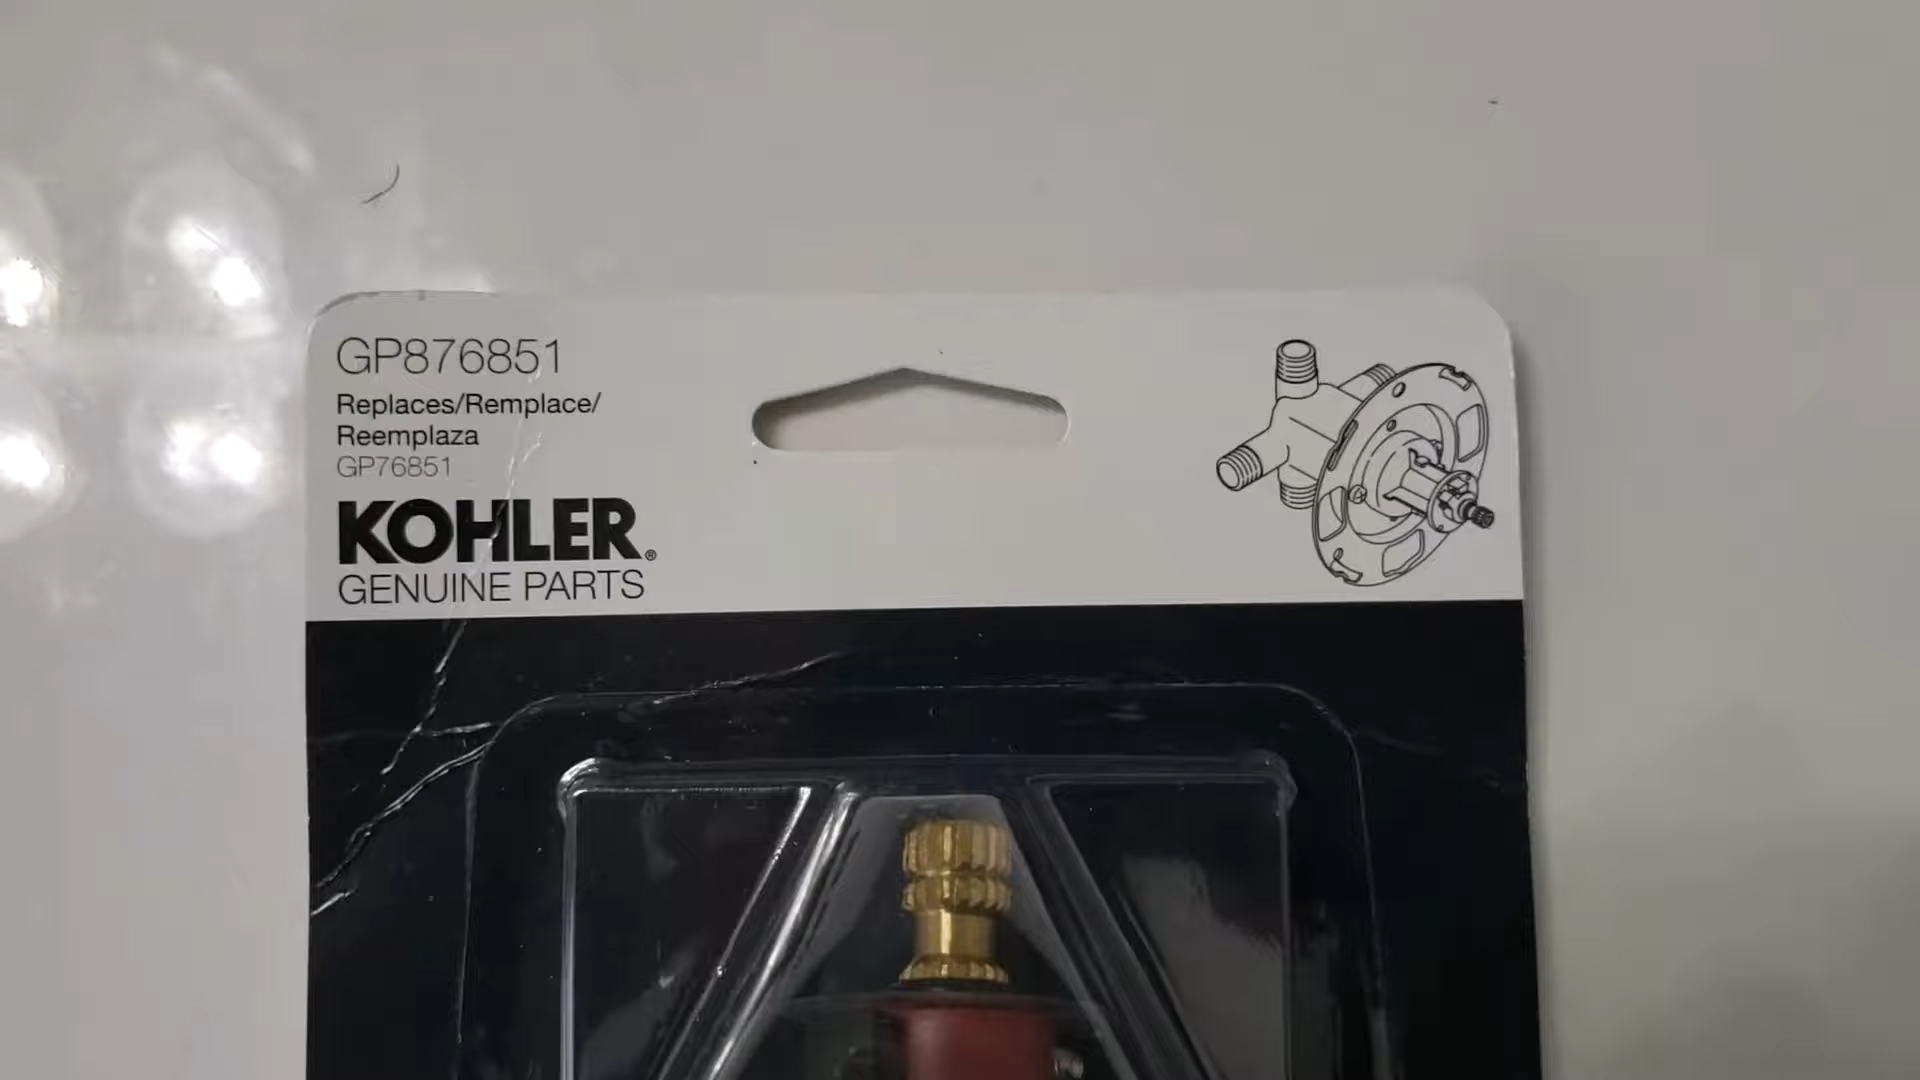 GP876851
Replaces/Remplace/
Reemplaza
GP76851
KOHLER®
GENUINE PARTS